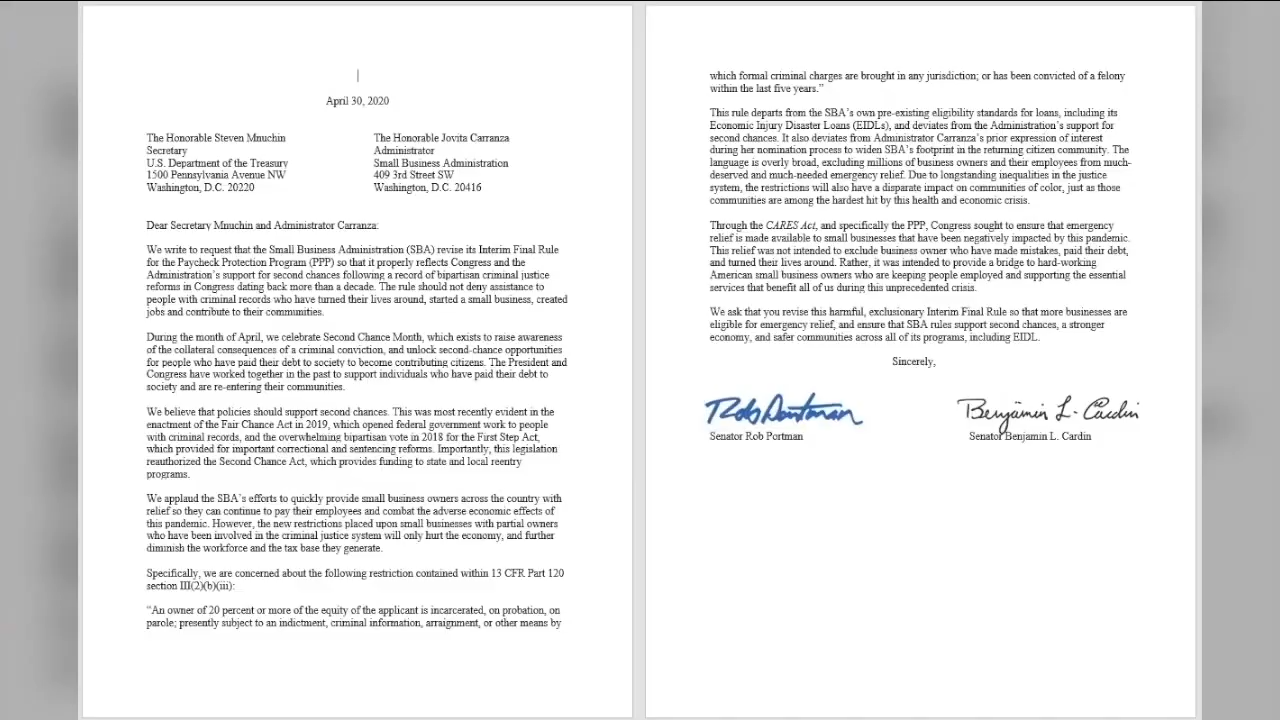 April 30, 2020
The Honorable Steven Mnuchin
Secretary
U.S. Department of the Treasury
1500 Pennsylvania Avenue NW
Washington, D.C. 20220
The Honorable Jovita Carranza
Administrator
Small Business Administration
409 3rd Street SW
Washington, D.C. 20416
Dear Secretary Mnuchin and Administrator Carranza:
We write to request that the Small Business Administration (SBA) revise its Interim Final Rule
for the Paycheck Protection Program (PPP) so that it properly reflects Congress and the
Administration's support for second chances following a record of bipartisan criminal justice
reforms in Congress dating back more than a decade. The rule should not deny assistance to
people with criminal records who have turned their lives around, started a small business, created
jobs and contribute to their communities.
During the month of April, we celebrate Second Chance Month, which exists to raise awareness
of the collateral consequences of a criminal conviction, and unlock second-chance opportunities
for people who have paid their debt to society to become contributing citizens. The President and
Congress have worked together in the past to support individuals who have paid their debt to
society and are re-entering their communities.
We believe that policies should support second chances. This was most recently evident in the
enactment of the Fair Chance Act in 2019, which opened federal government work to people
with criminal records, and the overwhelming bipartisan vote in 2018 for the First Step Act,
which provided for important correctional and sentencing reforms. Importantly, this legislation
reauthorized the Second Chance Act, which provides funding to state and local reentry
programs.
We applaud the SBA's efforts to quickly provide small business owners across the country with
relief so they can continue to pay their employees and combat the adverse economic effects of
this pandemic. However, the new restrictions placed upon small businesses with partial owners
who have been involved in the criminal justice system will only hurt the economy, and further
diminish the workforce and the tax base they generate.
Specifically, we are concerned about the following restriction contained within 13 CFR Part 120
section III(2)(b)(iii):
“An owner of 20 percent or more of the equity of the applicant is incarcerated, on probation, on
parole; presently subject to an indictment, criminal information, arraignment, or other means by
which formal criminal charges are brought in any jurisdiction; or has been convicted of a felony
within the last five years.”
This rule departs from the SBA's own pre-existing eligibility standards for loans, including its
Economic Injury Disaster Loans (EIDLs), and deviates from the Administration's support for
second chances. It also deviates from Administrator Carranza's prior expression of interest
during her nomination process to widen SBA's footprint in the returning citizen community. The
language is overly broad, excluding millions of business owners and their employees from much-
deserved and much-needed emergency relief. Due to longstanding inequalities in the justice
system, the restrictions will also have a disparate impact on communities of color, just as those
communities are among the hardest hit by this health and economic crisis.
Through the CARES Act, and specifically the PPP, Congress sought to ensure that emergency
relief is made available to small businesses that have been negatively impacted by this pandemic.
This relief was not intended to exclude business owner who have made mistakes, paid their debt,
and turned their lives around. Rather, it was intended to provide a bridge to hard-working
American small business owners who are keeping people employed and supporting the essential
services that benefit all of us during this unprecedented crisis.
We ask that you revise this harmful, exclusionary Interim Final Rule so that more businesses are
eligible for emergency relief, and ensure that SBA rules support second chances, a stronger
economy, and safer communities across all of its programs, including EIDL.
Sincerely,
Rob Portman
Senator Rob Portman
Benjamin L. Cardin
Senator Benjamin L. Cardin